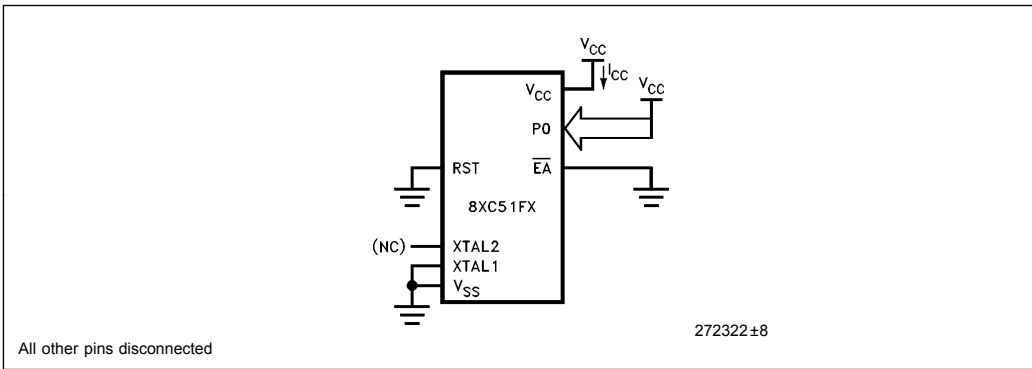 VCC
ICC
VCC
VCC
P0
RST
EA
8XC51FX
(NC)
XTAL2
XTAL1
VSS
272322±8
All other pins disconnected